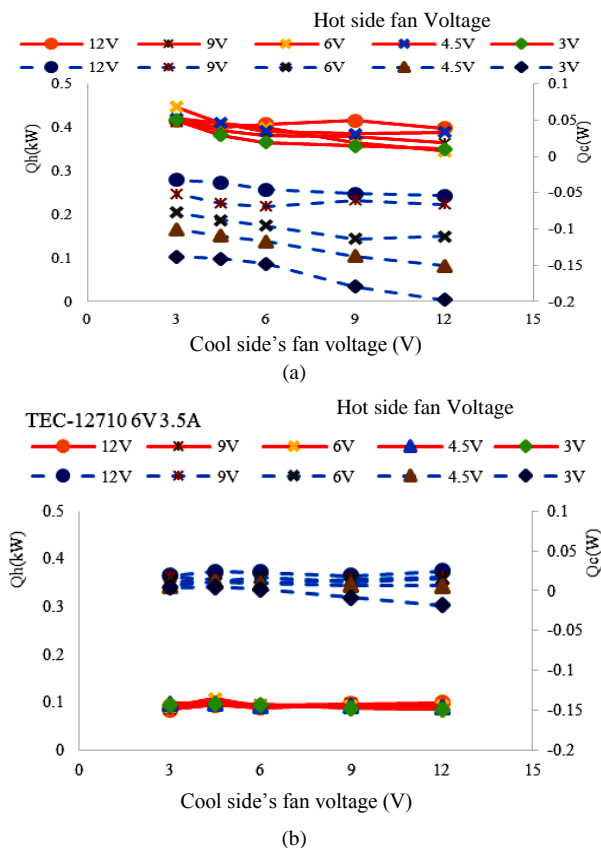 Hot side fan Voltage
12V 9V 6V 4.5V 3V
12V 9V 6V 4.5V 3V
0.5 0.1
0.4 0.05
0.3 0
0.2 -0.05
0.1 -0.1
0 -0.15
-0.2
Qh(kW)
Qc(W)
0 3 6 9 12 15
Cool side's fan voltage (V)
(a)
Hot side fan Voltage
TEC-12710 6V 3.5A
12V 9V 6V 4.5V 3V
12V 9V 6V 4.5V 3V
0.5 0.1
0.4 0.05
0.3 0
0.2 -0.05
0.1 -0.1
0 -0.15
-0.2
Qh(kW)
Qc(W)
0 3 6 9 12 15
Cool side's fan voltage (V)
(b)